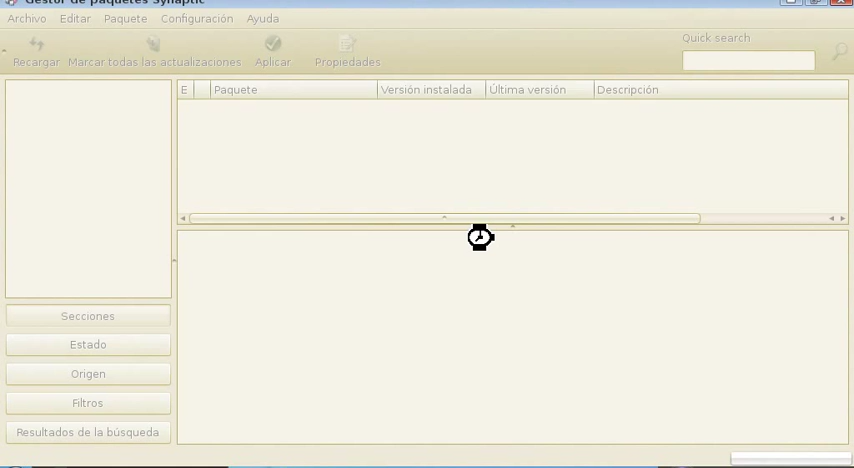 Gestor de paquetes Synaptic
Archivo Editar Paquete Configuración Ayuda
Quick search
Recargar Marcar todas las actualizaciones Aplicar Propiedades
E Paquete Versión instalada Última versión Descripción
Secciones
Estado
Origen
Filtros
Resultados de la búsqueda